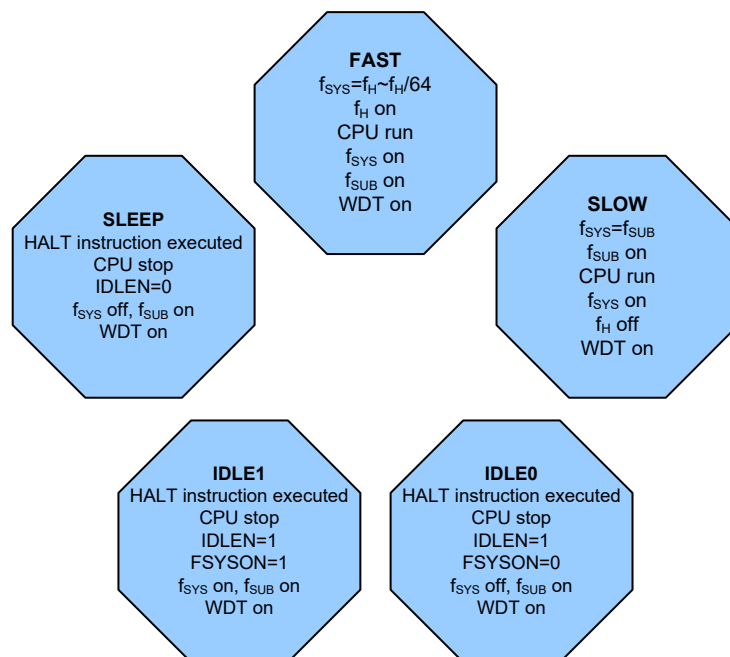 FAST
fSYS=fH~fH/64
fH on
CPU run
fSYS on
fSUB on
WDT on
SLEEP
HALT instruction executed
CPU stop
IDLEN=0
fSYS off, fSUB on
WDT on
SLOW
fSYS=fSUB
fSUB on
CPU run
fSYS on
fH off
WDT on
IDLE1
HALT instruction executed
CPU stop
IDLEN=1
FSYSON=1
fSYS on, fSUB on
WDT on
IDLE0
HALT instruction executed
CPU stop
IDLEN=1
FSYSON=0
fSYS off, fSUB on
WDT on